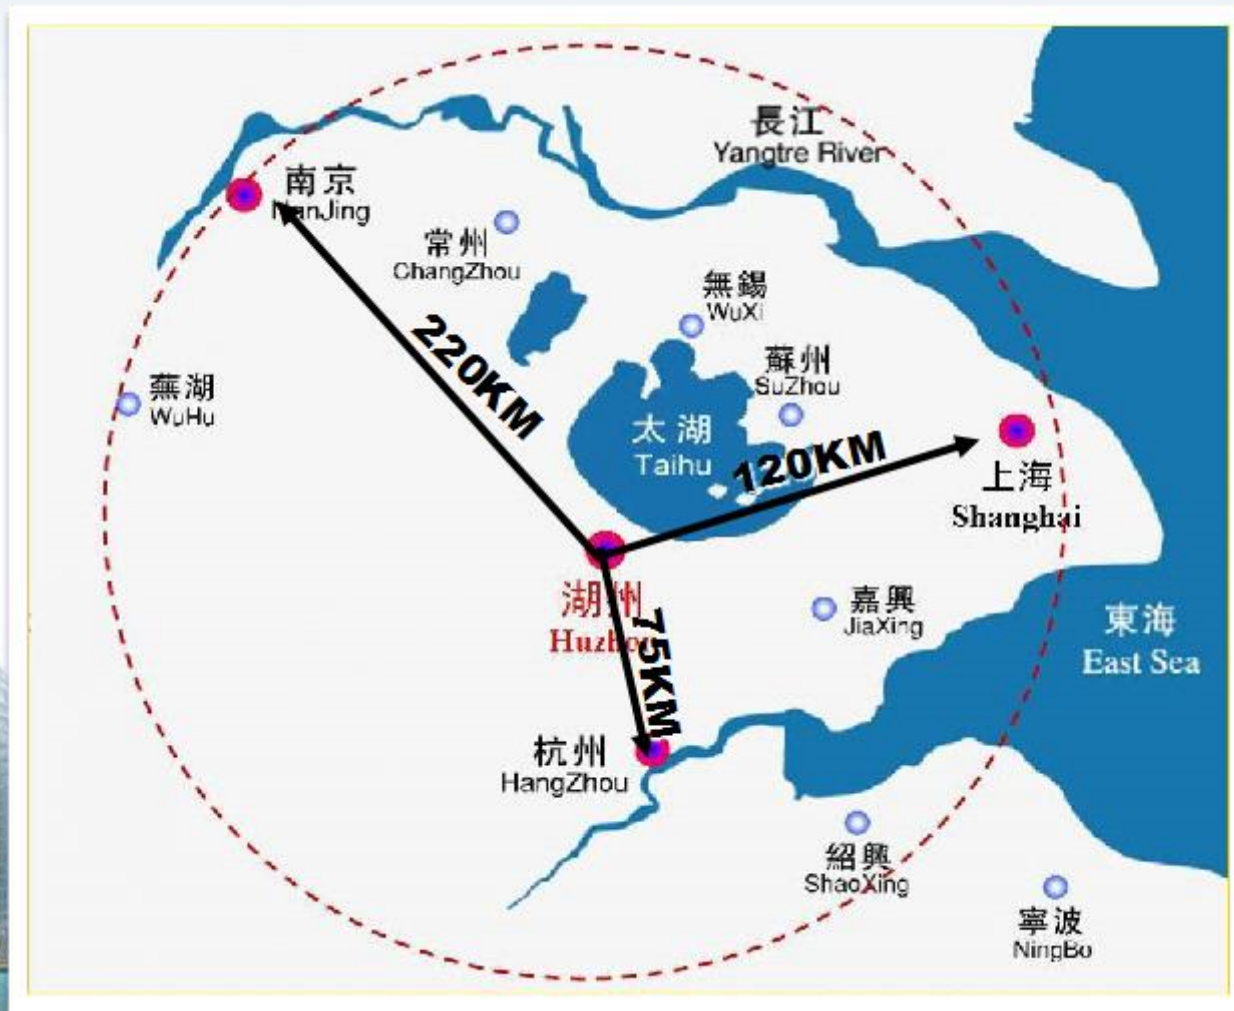 長江
Yangtre River
南京
NanJing
常州
ChangZhou
無錫
WuXi
蘇州
SuZhou
蕪湖
WuHu
220KM
太湖
Taihu
120KM
上海
Shanghai
湖州
Huzhou
75KM
嘉興
JiaXing
東海
East Sea
杭州
HangZhou
紹興
ShaoXing
寧波
NingBo